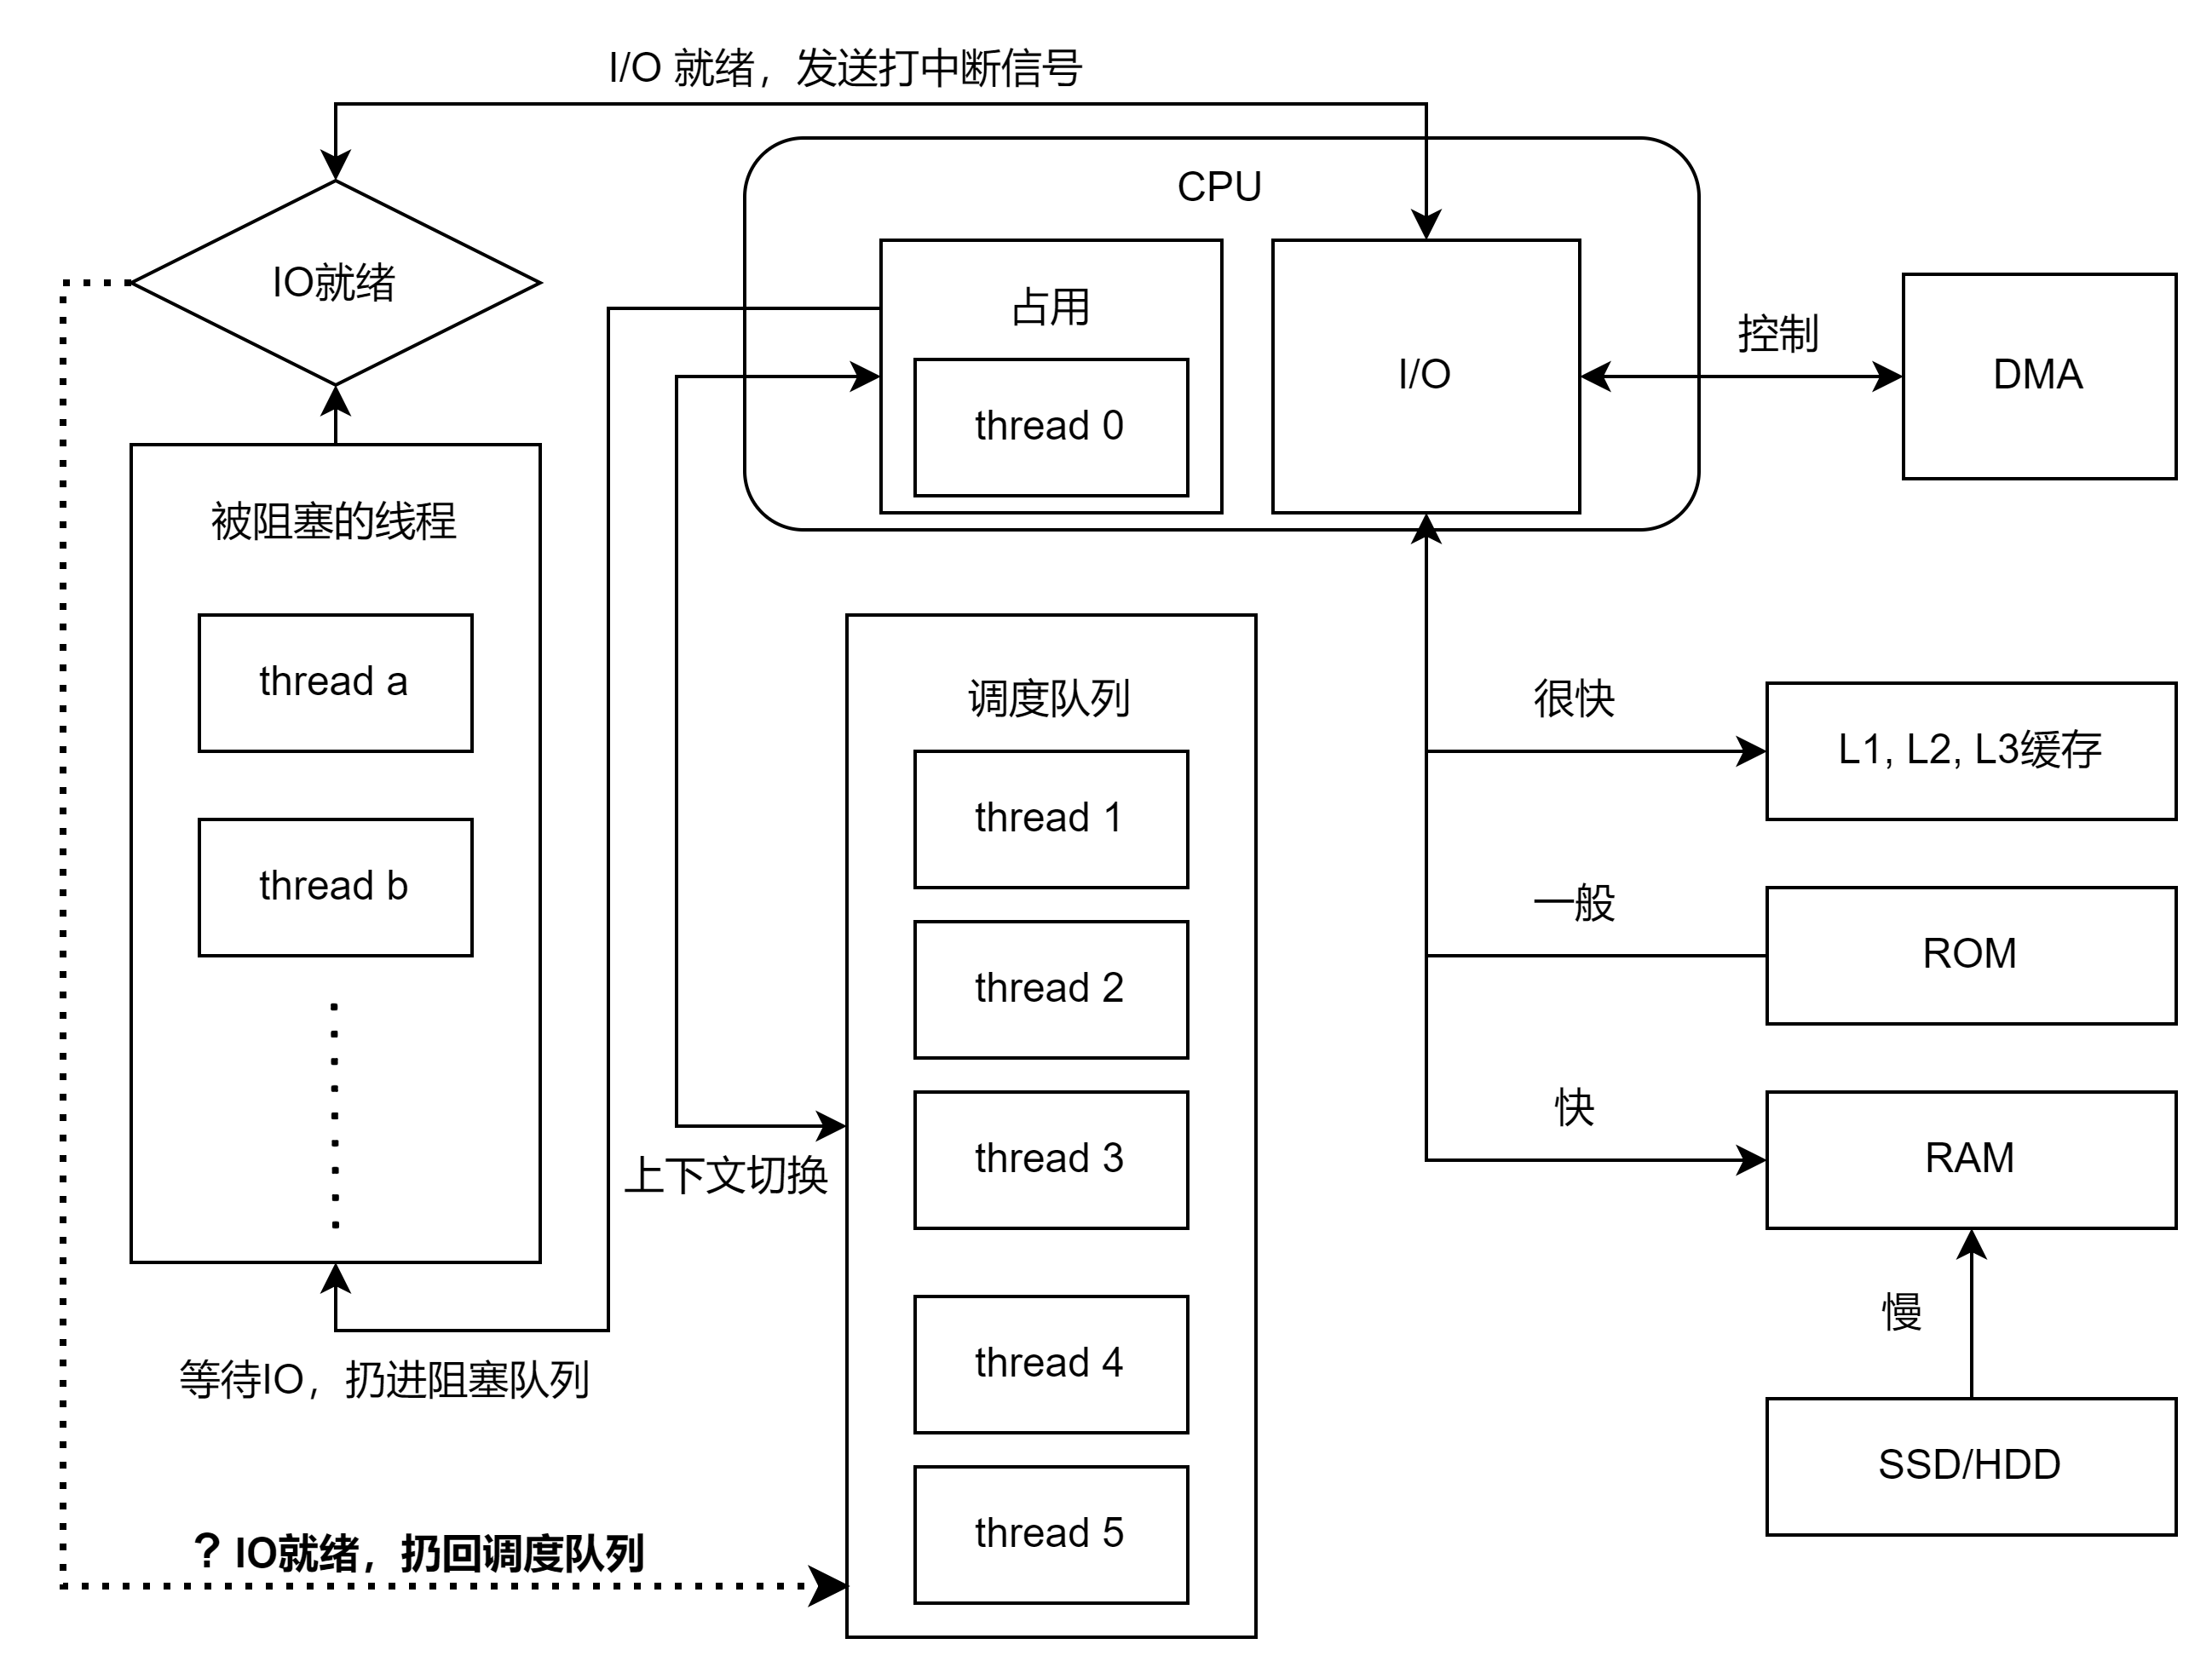 I/O 就绪，发送打中断信号
CPU
IO就绪
占用
thread 0
I/O
控制
DMA
被阻塞的线程
thread a
thread b
调度队列
thread 1
thread 2
thread 3
thread 4
thread 5
很快
L1, L2, L3缓存
一般
ROM
快
RAM
慢
SSD/HDD
上下文切换
等待IO，扔进阻塞队列
？IO就绪，扔回调度队列